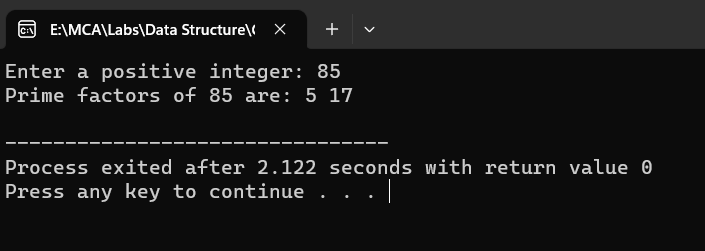 E:\MCA\Labs\Data Structure\
Enter a positive integer: 85
Prime factors of 85 are: 5 17
--------------------------------
Process exited after 2.122 seconds with return value 0
Press any key to continue . . .